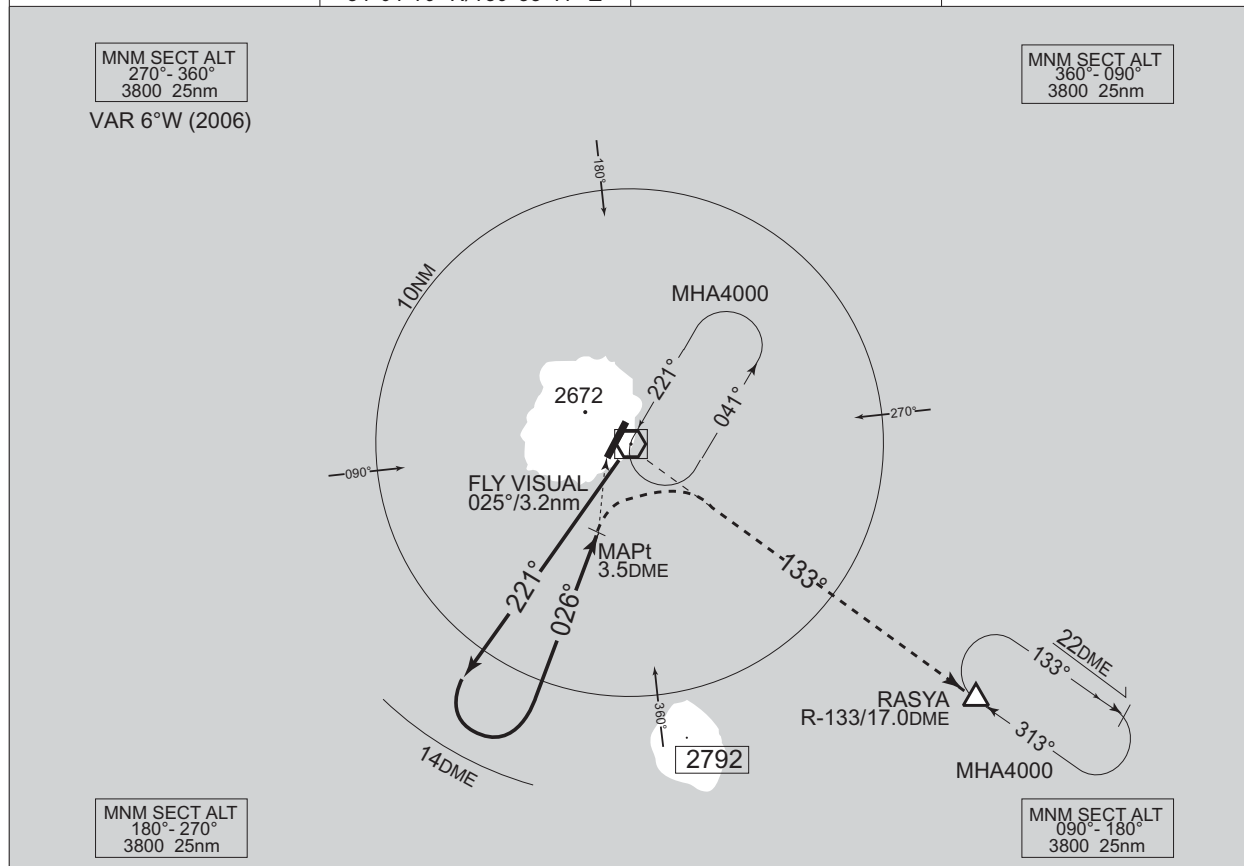 MNM SECT ALT
270°- 360°
3800 25nm
VAR 6°W (2006)
MNM SECT ALT
360°- 090°
3800 25nm
180°
10NM
MHA4000
221°
041°
2672
270°
090°
FLY VISUAL
025°/3.2nm
MAPt
3.5DME
221°
026°
133°
22DME
133°
RASYA
R-133/17.0DME
313°
MHA4000
360°
2792
14DME
MNM SECT ALT
180°- 270°
3800 25nm
MNM SECT ALT
090°- 180°
3800 25nm